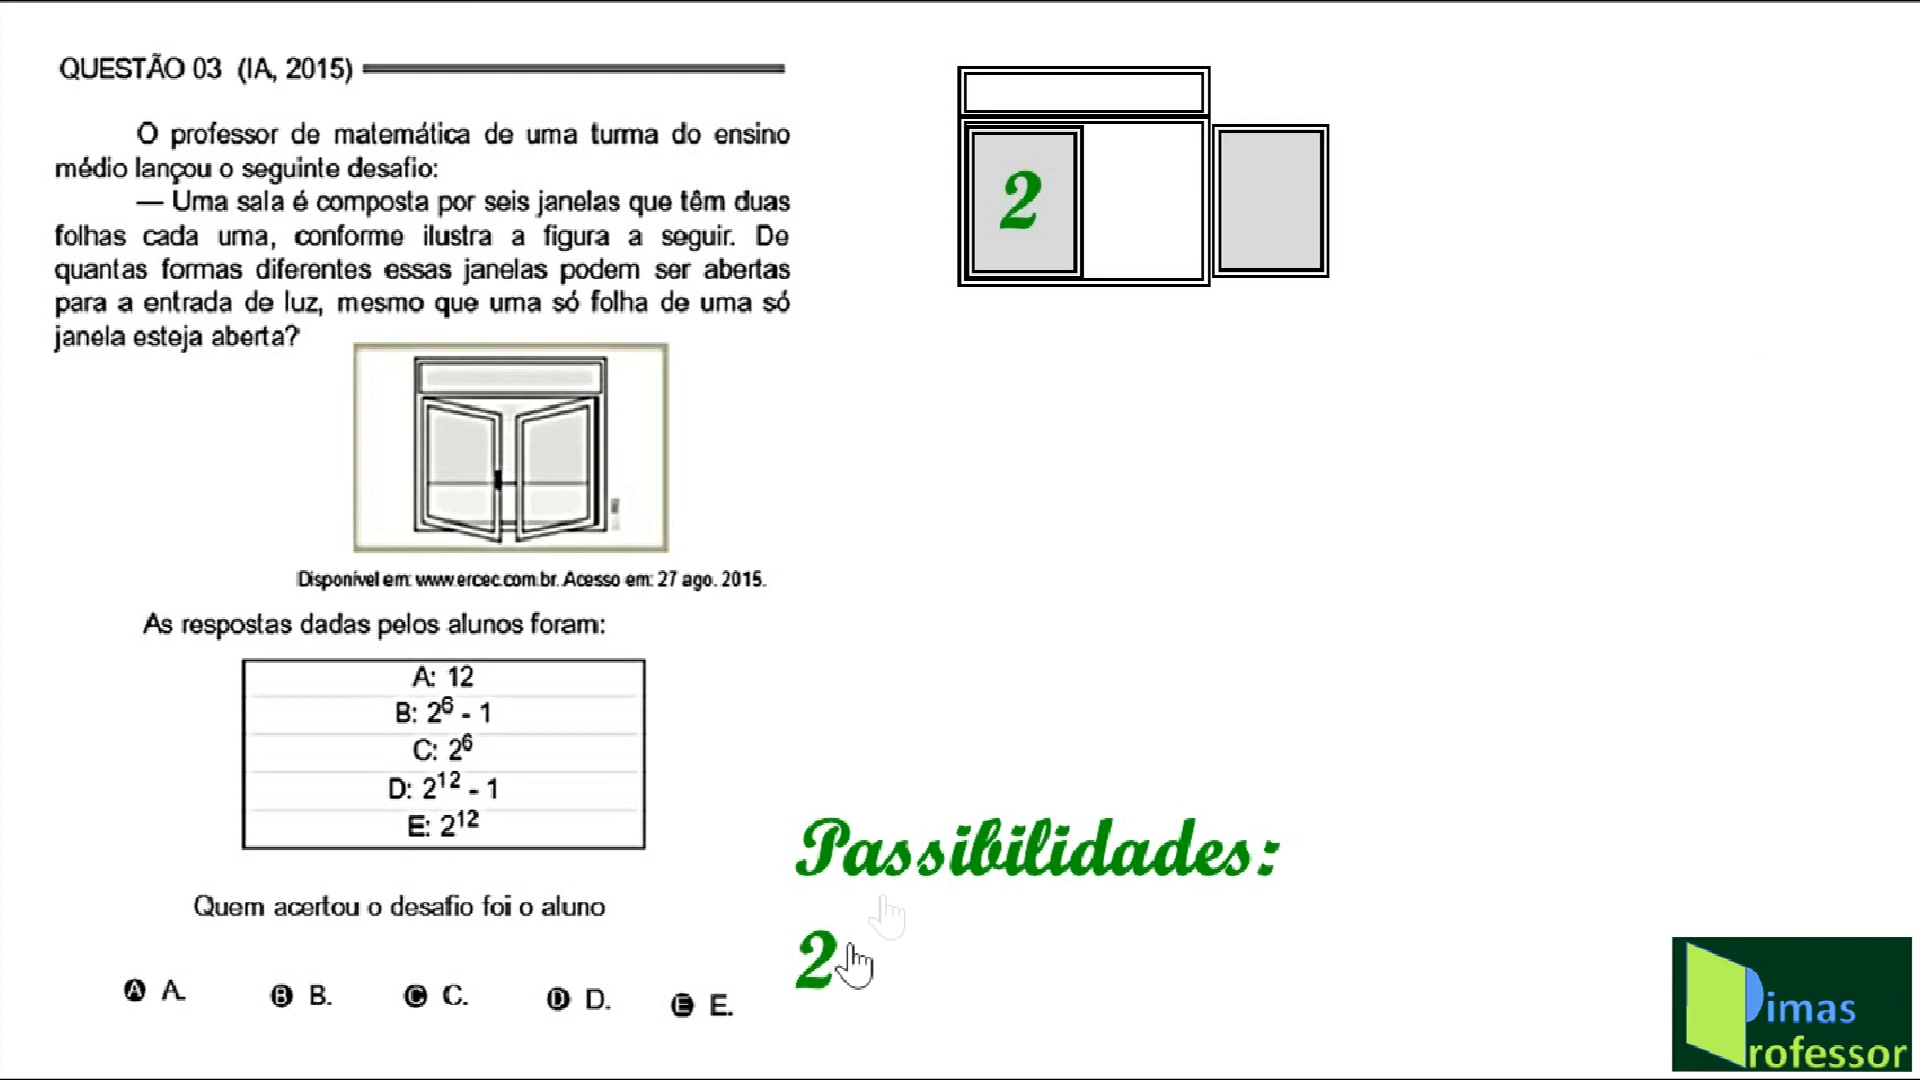 QUESTÃO 03 (IA, 2015)
O professor de matemática de uma turma do ensino
médio lançou o seguinte desafio:
— Uma sala é composta por seis janelas que têm duas
folhas cada uma, conforme ilustra a figura a seguir. De
quantas formas diferentes essas janelas podem ser abertas
para a entrada de luz, mesmo que uma só folha de uma só
janela esteja aberta?
Disponível em: www.ercec.com.br. Acesso em: 27 ago. 2015.
As respostas dadas pelos alunos foram:
A: 12
B: 2⁶ - 1
C: 2⁶
D: 2¹² - 1
E: 2¹²
Quem acertou o desafio foi o aluno
A A.
B B.
C C.
D D.
E E.
2
Passibilidades:
2
Dimas
Professor